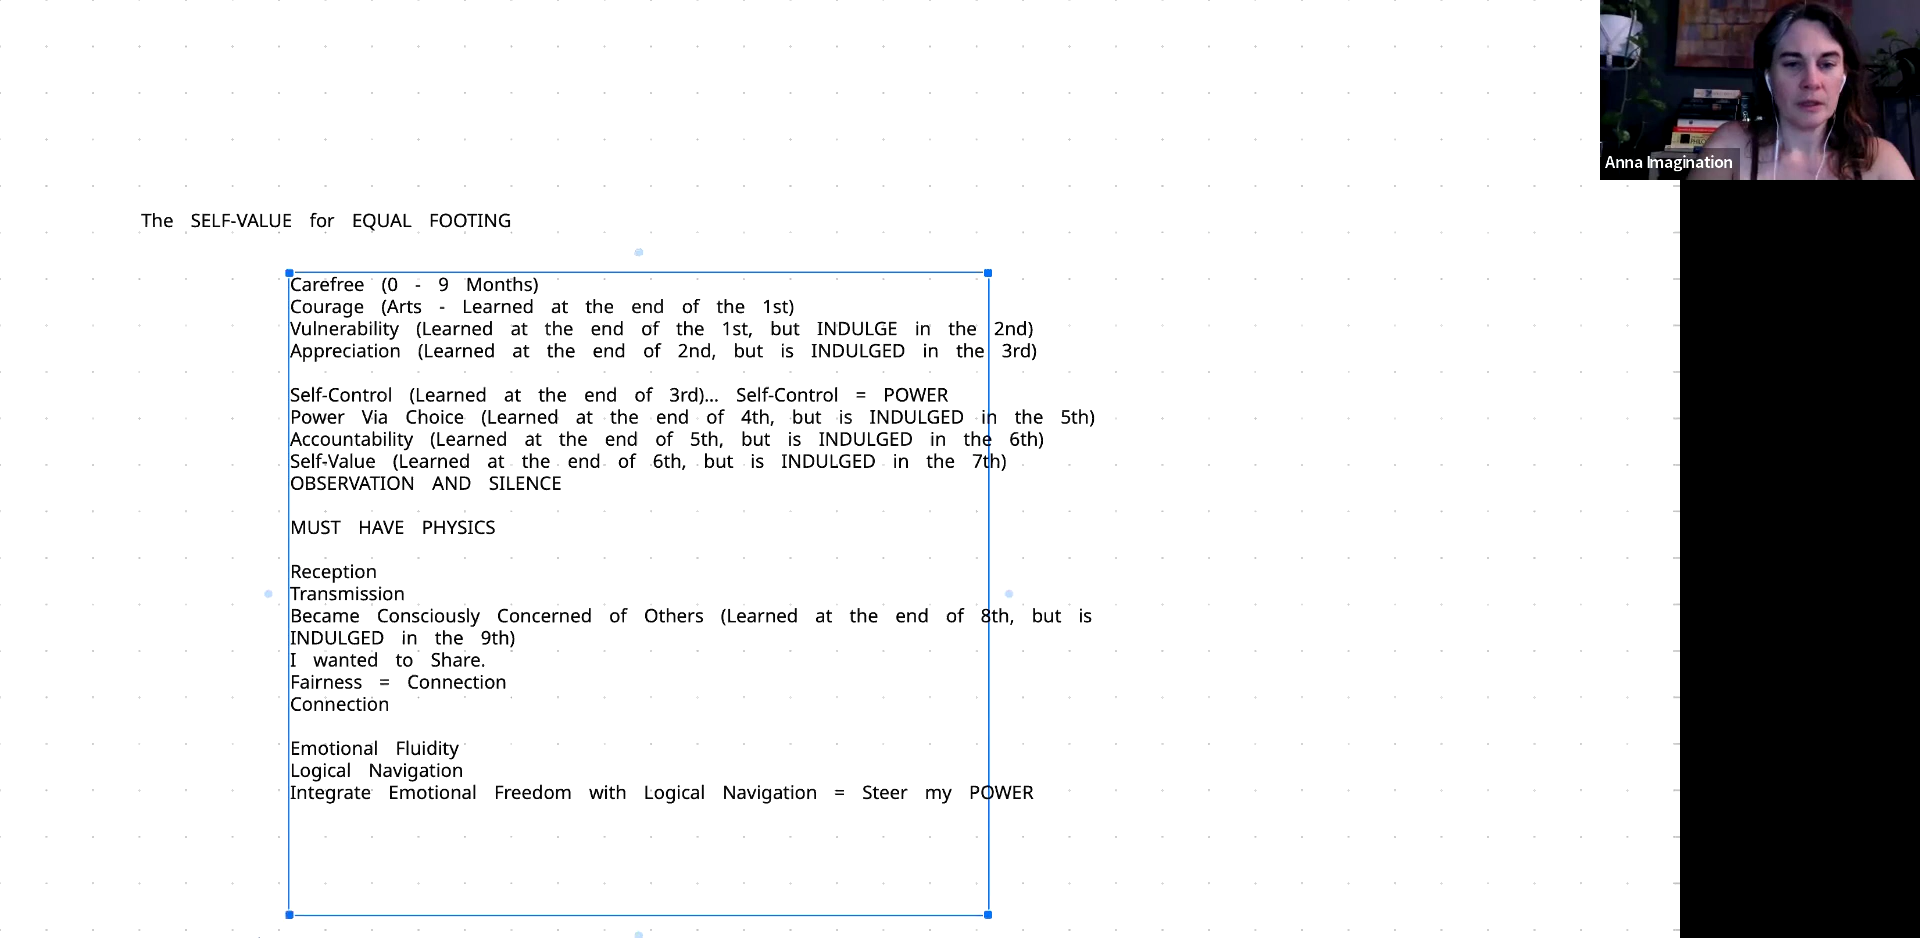 Anna Imagination
The SELF-VALUE for EQUAL FOOTING
Carefree (0 - 9 Months)
Courage (Arts - Learned at the end of the 1st)
Vulnerability (Learned at the end of the 1st, but INDULGE in the 2nd)
Appreciation (Learned at the end of 2nd, but is INDULGED in the 3rd)
Self-Control (Learned at the end of 3rd)... Self-Control = POWER
Power Via Choice (Learned at the end of 4th, but is INDULGED in the 5th)
Accountability (Learned at the end of 5th, but is INDULGED in the 6th)
Self-Value (Learned at the end of 6th, but is INDULGED in the 7th)
OBSERVATION AND SILENCE
MUST HAVE PHYSICS
Reception
Transmission
Became Consciously Concerned of Others (Learned at the end of 8th, but is
INDULGED in the 9th)
I wanted to Share.
Fairness = Connection
Connection
Emotional Fluidity
Logical Navigation
Integrate Emotional Freedom with Logical Navigation = Steer my POWER